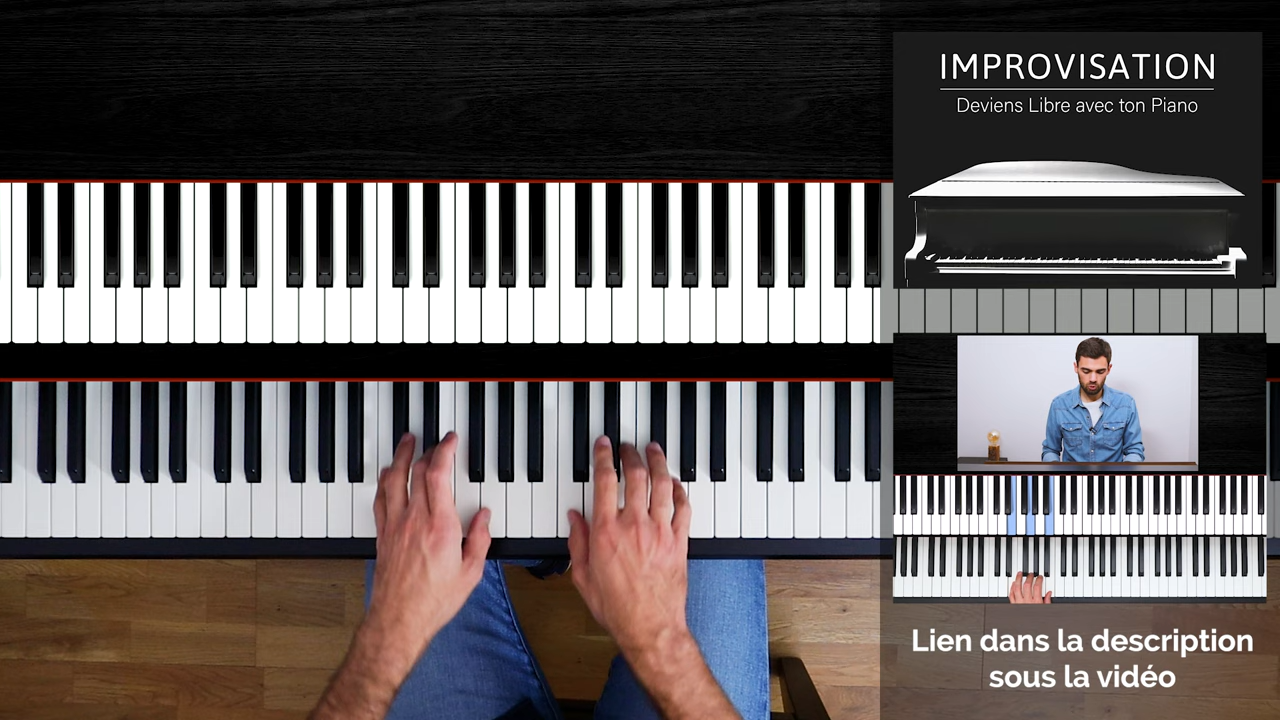 IMPROVISATION
Deviens Libre avec ton Piano
Lien dans la description
sous la vidéo